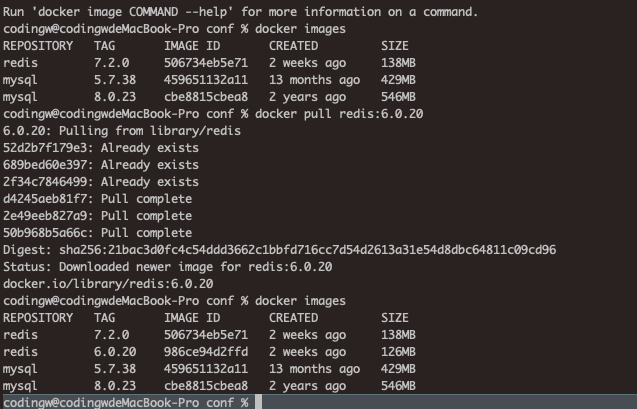 Run 'docker image COMMAND --help' for more information on a command.
codingw@codingwdeMacBook-Pro conf % docker images
REPOSITORY   TAG       IMAGE ID       CREATED         SIZE
redis        7.2.0     506734eb5e71   2 weeks ago     138MB
mysql        5.7.38    459651132a11   13 months ago   429MB
mysql        8.0.23    cbe8815cbea8   2 years ago     546MB
codingw@codingwdeMacBook-Pro conf % docker pull redis:6.0.20
6.0.20: Pulling from library/redis
52d2b7f179e3: Already exists
689bed60e397: Already exists
2f34c7846499: Already exists
d4245aeb81f7: Pull complete
2e49eeb827a9: Pull complete
50b968b5a66c: Pull complete
Digest: sha256:21bac3d0fc4c54ddd3662c1bbfd716cc7d54d2613a31e54d8dbc64811c09cd96
Status: Downloaded newer image for redis:6.0.20
docker.io/library/redis:6.0.20
codingw@codingwdeMacBook-Pro conf % docker images
REPOSITORY   TAG       IMAGE ID       CREATED         SIZE
redis        7.2.0     506734eb5e71   2 weeks ago     138MB
redis        6.0.20    986ce94d2ffd   2 weeks ago     126MB
mysql        5.7.38    459651132a11   13 months ago   429MB
mysql        8.0.23    cbe8815cbea8   2 years ago     546MB
codingw@codingwdeMacBook-Pro conf %